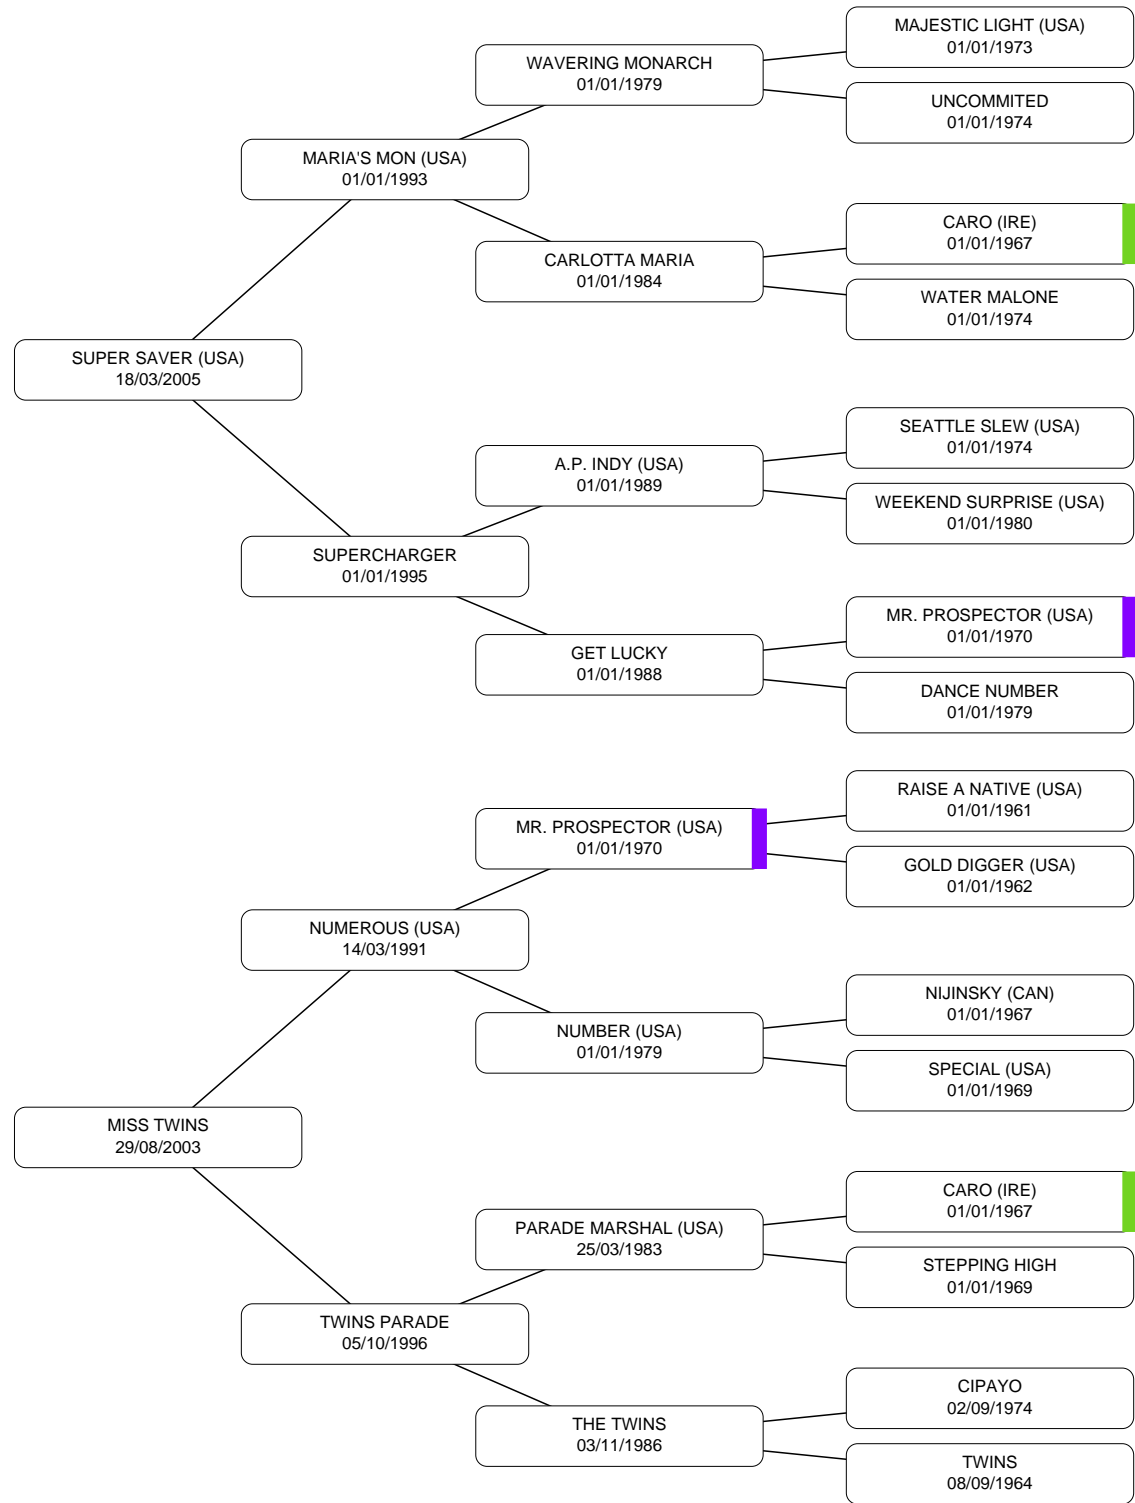 MAJESTIC LIGHT (USA)
01/01/1973
WAVERING MONARCH
01/01/1979
UNCOMMITED
01/01/1974
MARIA'S MON (USA)
01/01/1993
CARO (IRE)
01/01/1967
CARLOTTA MARIA
01/01/1984
WATER MALONE
01/01/1974
SUPER SAVER (USA)
18/03/2005
SEATTLE SLEW (USA)
01/01/1974
A.P. INDY (USA)
01/01/1989
WEEKEND SURPRISE (USA)
01/01/1980
SUPERCHARGER
01/01/1995
MR. PROSPECTOR (USA)
01/01/1970
GET LUCKY
01/01/1988
DANCE NUMBER
01/01/1979
RAISE A NATIVE (USA)
01/01/1961
MR. PROSPECTOR (USA)
01/01/1970
GOLD DIGGER (USA)
01/01/1962
NUMEROUS (USA)
14/03/1991
NIJINSKY (CAN)
01/01/1967
NUMBER (USA)
01/01/1979
SPECIAL (USA)
01/01/1969
MISS TWINS
29/08/2003
CARO (IRE)
01/01/1967
PARADE MARSHAL (USA)
25/03/1983
STEPPING HIGH
01/01/1969
TWINS PARADE
05/10/1996
CIPAYO
02/09/1974
THE TWINS
03/11/1986
TWINS
08/09/1964